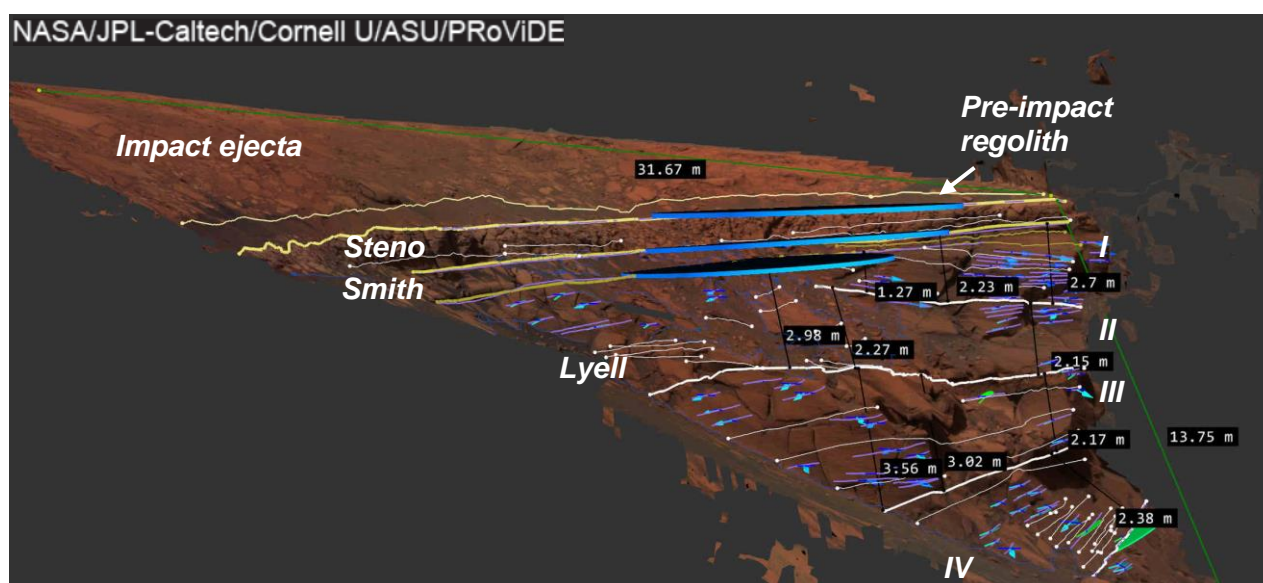 NASA/JPL-Caltech/Cornell U/ASU/PRoViDE
Pre-impact
regolith
Impact ejecta
31.67 m
Steno
I
Smith
1.27 m
2.23 m
2.7 m
2.98 m
2.27 m
II
Lyell
2.15 m
III
2.17 m
13.75 m
3.56 m
3.02 m
2.38 m
IV